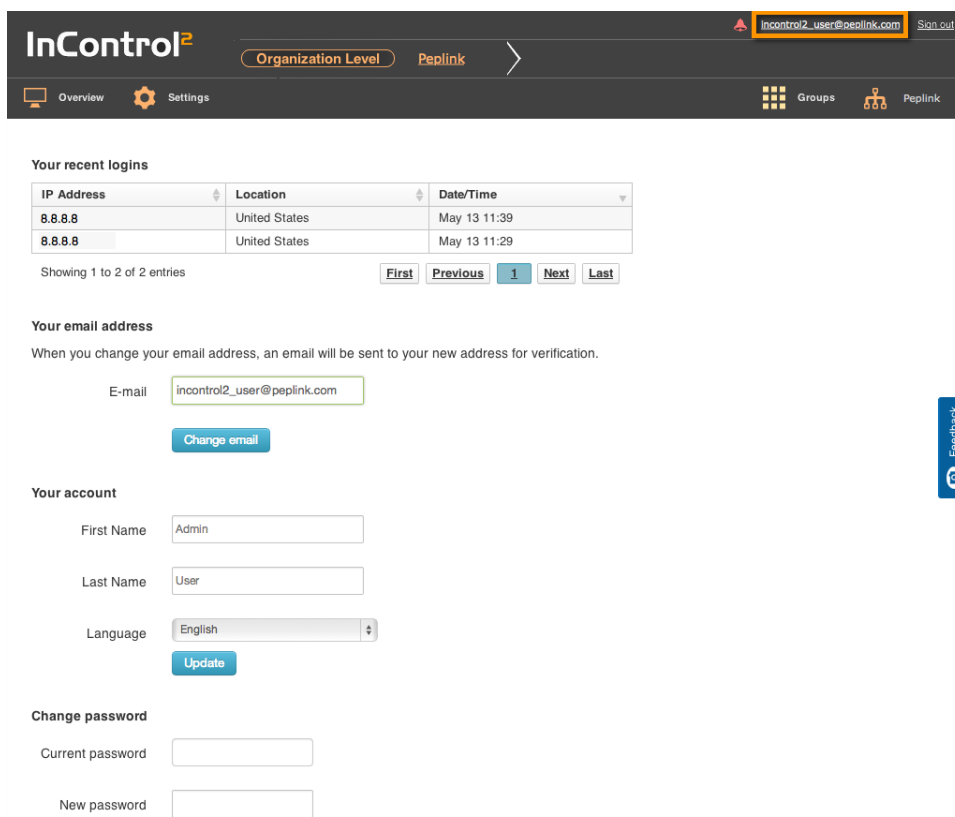 incontrol2_user@peplink.com Sign out
InControl2
Organization Level Peplink
Overview Settings Groups Peplink
Your recent logins
IP Address Location Date/Time
8.8.8.8 United States May 13 11:39
8.8.8.8 United States May 13 11:29
Showing 1 to 2 of 2 entries First Previous 1 Next Last
Your email address
When you change your email address, an email will be sent to your new address for verification.
E-mail incontrol2_user@peplink.com
Change email
Feedback
Your account
First Name Admin
Last Name User
Language English
Update
Change password
Current password
New password